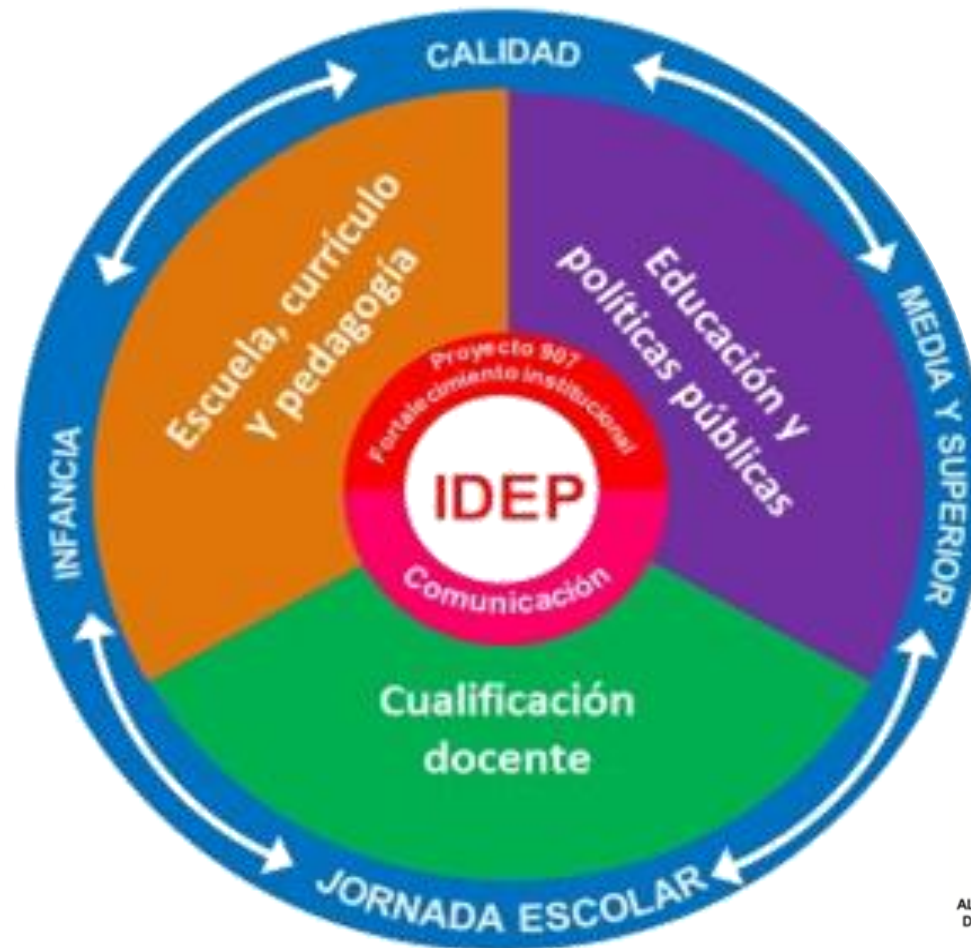 CALIDAD
Escuela, currículo
Y pedagogía
Educación y
políticas públicas
MEDIA Y SUPERIOR
INFANCIA
Proyecto 907
Fortalecimiento institucional
IDEP
Comunicación
Cualificación
docente
JORNADA ESCOLAR
AL
D